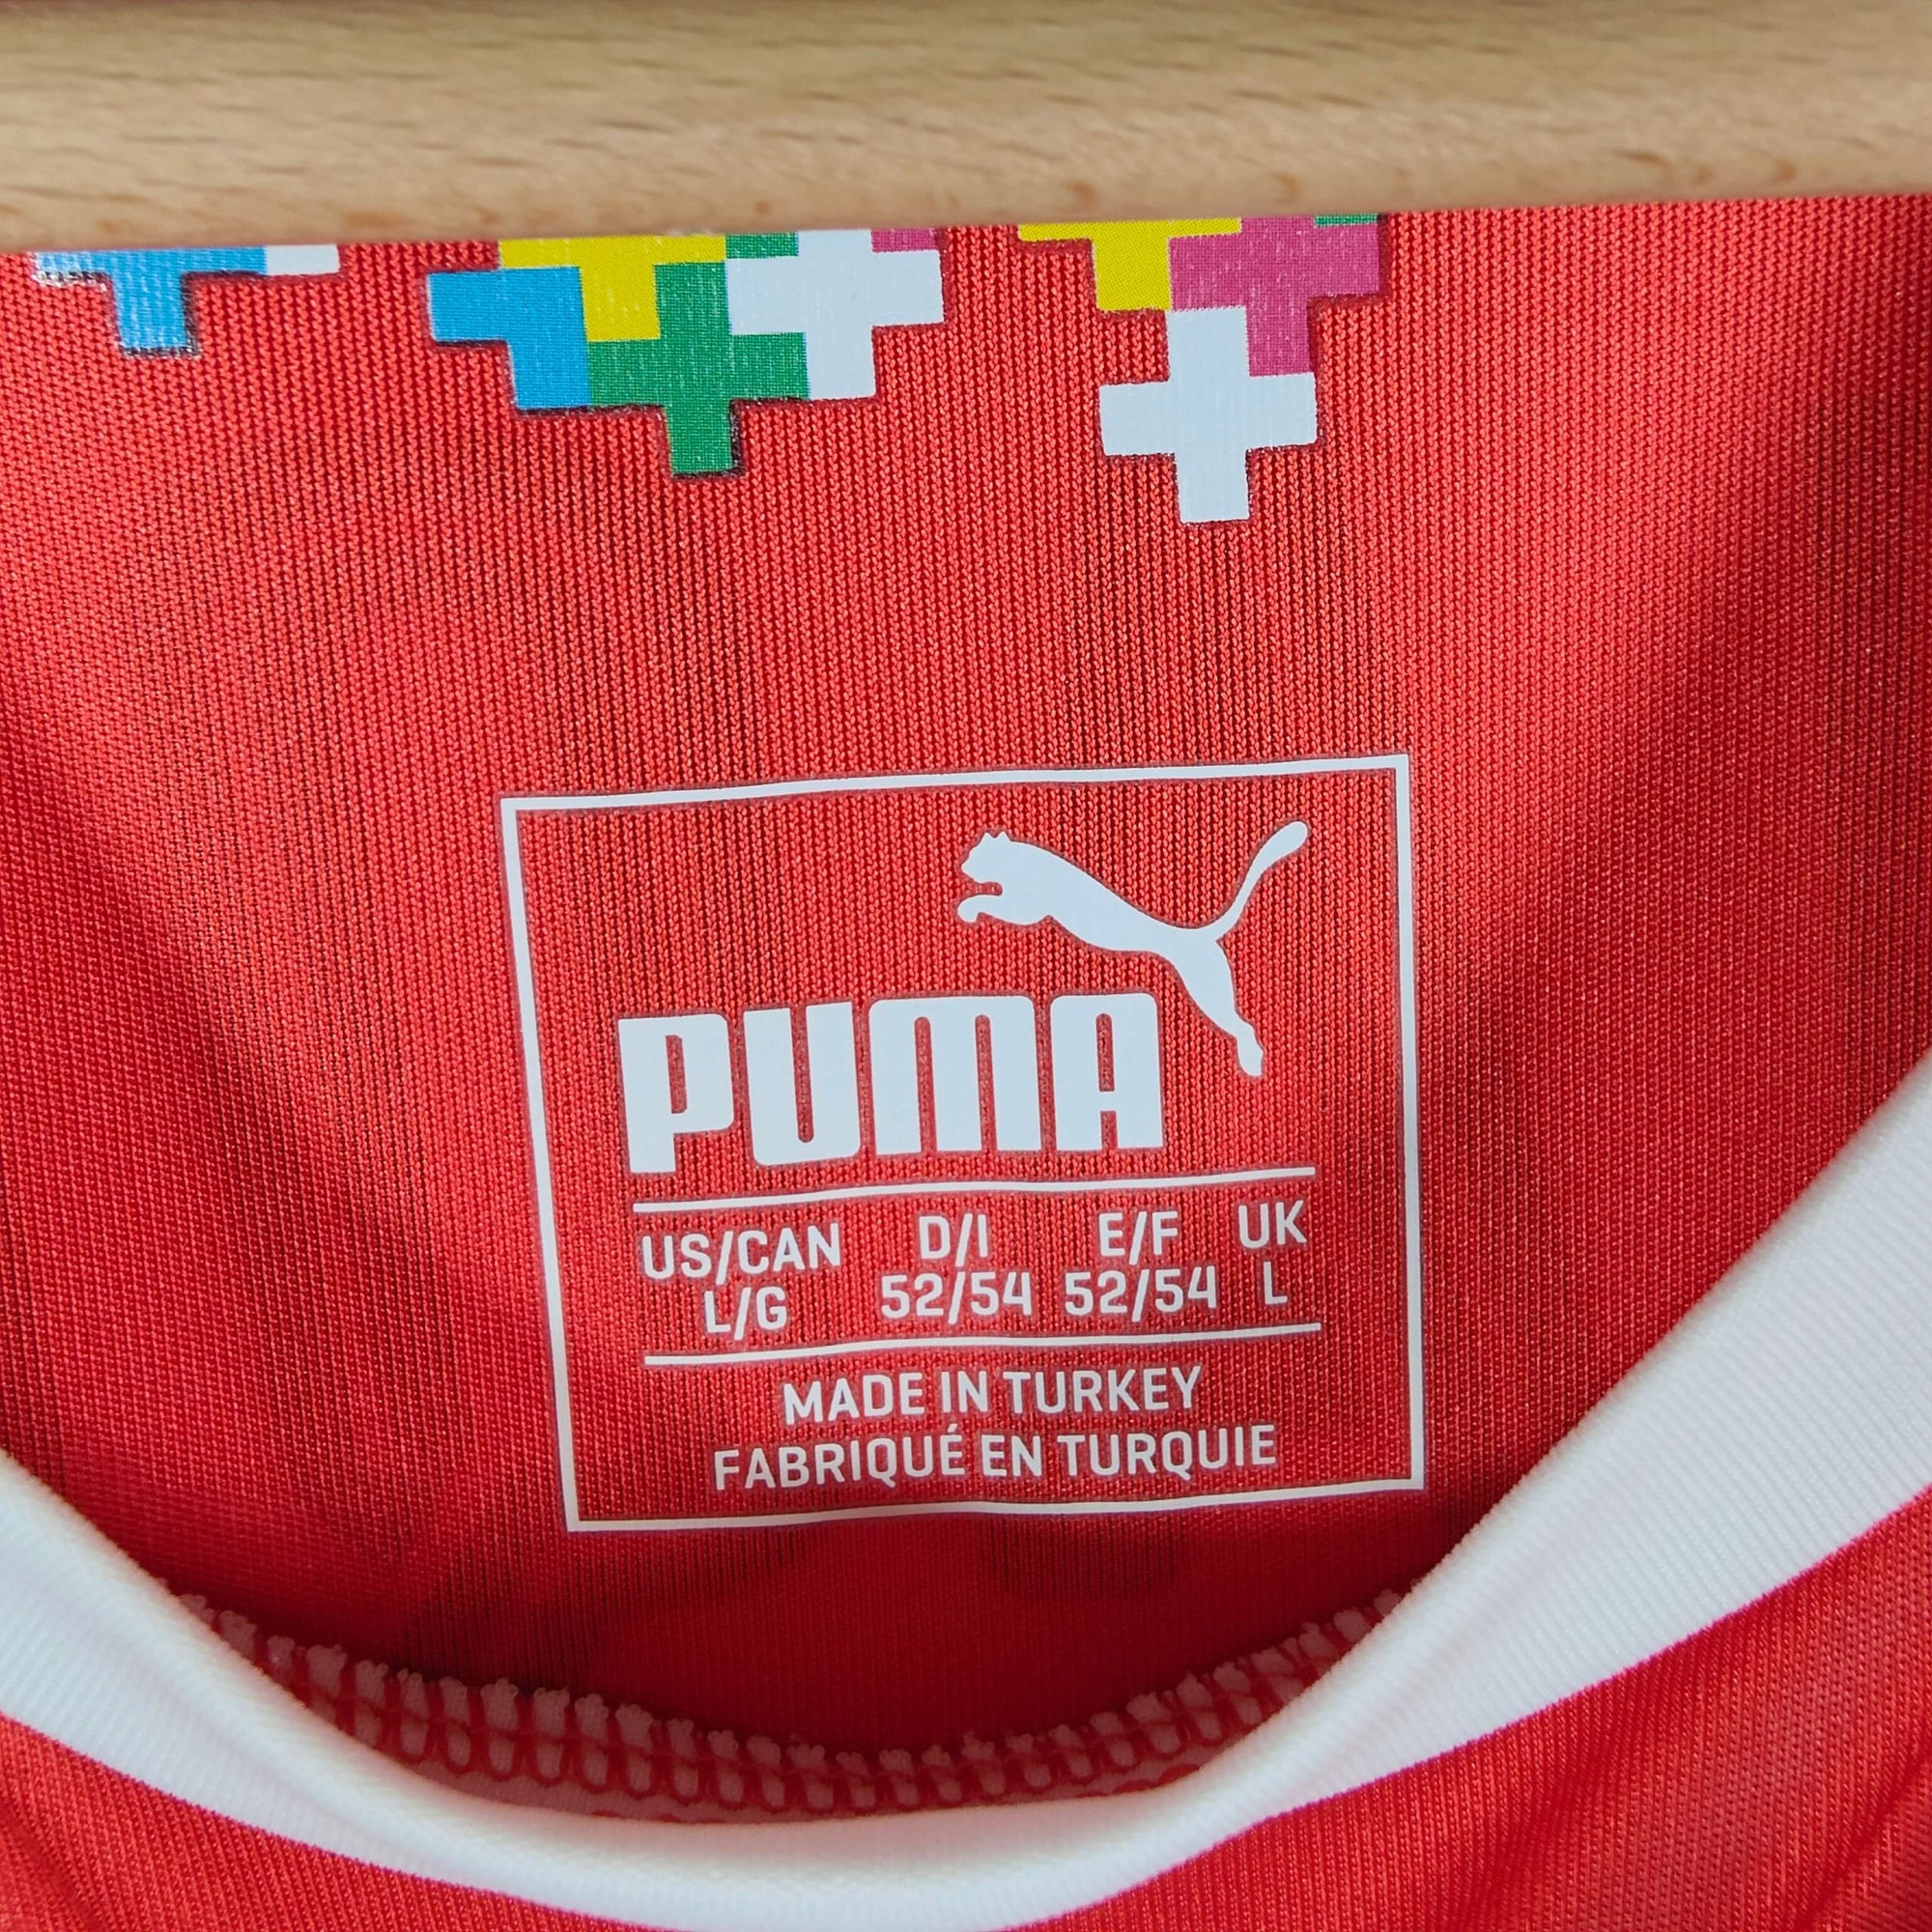 PUMA
US/CAN D/I E/F UK
L/G 52/54 52/54 L
MADE IN TURKEY
FABRIQUÉ EN TURQUIE